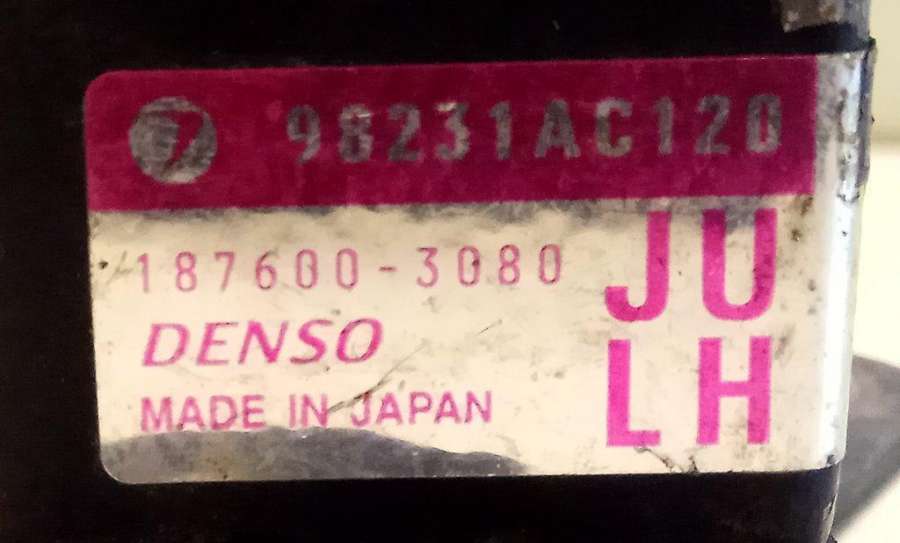 98231AC120
187600-3080
JU
DENSO
LH
MADE IN JAPAN